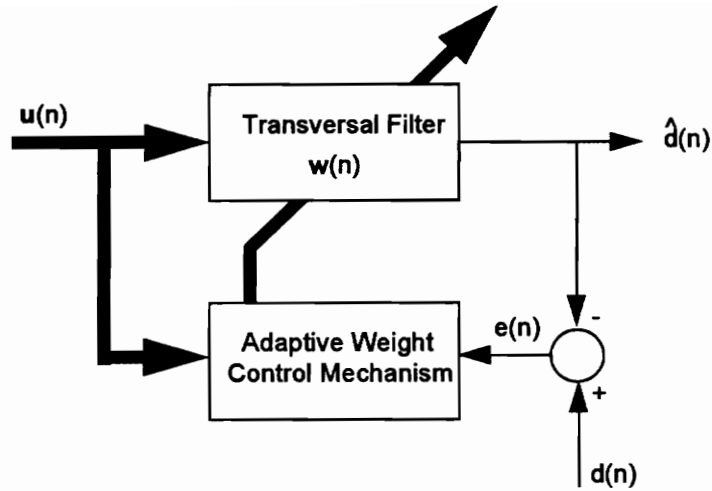 u(n)
Transversal Filter
w(n)
d̂(n)
Adaptive Weight
Control Mechanism
e(n)
-
+
d(n)